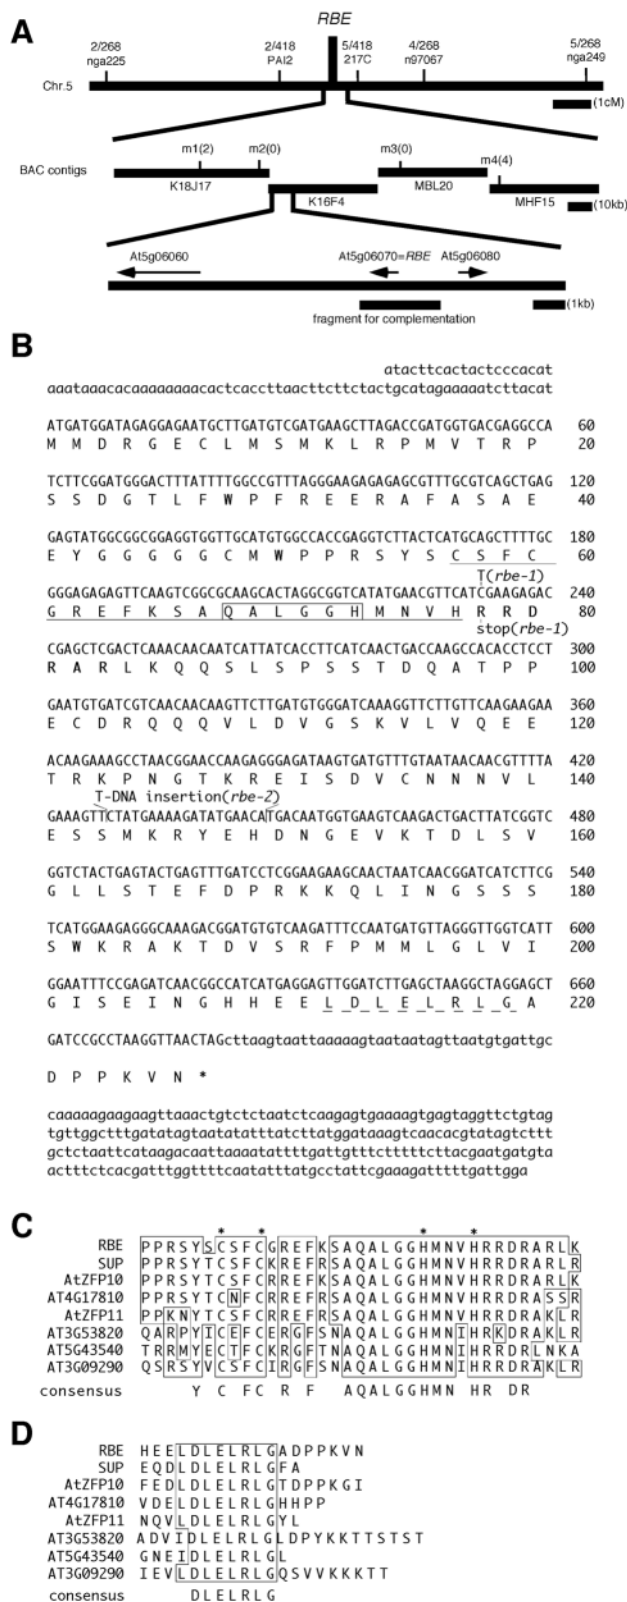 A
RBE
2/268 2/418 5/418 4/268 5/268
nga225 PAI2 217C n97067 nga249
Chr.5
(1cM)
m1(2) m2(0) m3(0) m4(4)
BAC contigs
K18J17 K16F4 MBL20 MHF15
(10kb)
At5g06060 At5g06070=RBE At5g06080
(1kb)
fragment for complementation
B
atacttcactactcccacat
aaataaacacaaaaaaaacactcaccttaacttcttctactgcatagaaaaatcttacat
ATGATGGATAGAGGAGAATGCTTGATGTCGATGAAGCTTAGACCGATGGTGACGAGGCCA 60
M M D R G E C L M S M K L R P M V T R P 20
TCTTCGGATGGGACTTTATTTTGGCCGTTTAGGGAAGAGAGAGCGTTTGCGTCAGCTGAG 120
S S D G T L F W P F R E E R A F A S A E 40
GAGTATGGCGGCGGAGGTGGTTGCATGTGGCCACCGAGGTCTTACTCATGCAGCTTTTGC 180
E Y G G G G C M W P P R S Y S C S F C 60
T(rbe-1)
GGGAGAGAGTTCAAGTCGGCGCAAGCACTAGGCGGTCATATGAACGTTCATCGAAGAGAC 240
G R E F K S A Q A L G G H M N V H R R D 80
stop(rbe-1)
CGAGCTCGACTCAAACAACAATCATTATCACCTTCATCAACTGACCAAGCCACACCTCCT 300
R A R L K Q Q S L S P S S T D Q A T P P 100
GAATGTGATCGTCAACAACAAGTTCTTGATGTGGGATCAAAGGTTCTTGTTCAAGAAGAA 360
E C D R Q Q Q V L D V G S K V L V Q E E 120
ACAAGAAAGCCTAACGGAACCAAGAGGGAGATAAGTGATGTTTGTAATAACAACGTTTTA 420
T R K P N G T K R E I S D V C N N N V L 140
T-DNA insertion(rbe-2)
GAAAGTTCTATGAAAAGATATGAACATGACAATGGTGAAGTCAAGACTGACTTATCGGTC 480
E S S M K R Y E H D N G E V K T D L S V 160
GGTCTACTGAGTACTGAGTTTGATCCTCGGAAGAAGCAACTAATCAACGGATCATCTTCG 540
G L L S T E F D P R K K Q L I N G S S S 180
TCATGGAAGAGGGCAAAGACGGATGTGTCAAGATTTCCAATGATGTTAGGGTTGGTCATT 600
S W K R A K T D V S R F P M M L G L V I 200
GGAATTTCCGAGATCAACGGCCATCATGAGGAGTTGGATCTTGAGCTAAGGCTAGGAGCT 660
G I S E I N G H H E E L D L E L R L G A 220
GATCCGCCTAAGGTTAACTAGcttaagtaattaaaaagtaataatagttaatgtgattgc
D P P K V N *
caaaaagaagaagttaaactgtctctaatctcaagagtgaaaagtgagtaggttctgtag
tgttggctttgatatagtaatatatttatcttatggataaagtcaacacgtatagtcttt
gctctaattcataagacaattaaaatattttgattgtttctttttcttacgaatgatgta
actttctcacgatttggttttcaatatttatgcctattcgaaagatttttgattgga
C
* * * *
RBE PPRSYSCSFCGREFKSAQALGGHMNVHRRDRARLK
SUP PPRSYTCSFCKREFRSAQALGGHMNVHRRDRARLR
AtZFP10 PPRSYTCSFCRREFRSAQALGGHMNVHRRDRARLK
AT4G17810 PPRSYTCNFCRREFRSAQALGGHMNVHRRDRASSR
AtZFP11 PPKNYTCSFCRREFRSAQALGGHMNVHRRDRAKLR
AT3G53820 QARPYICEFCERGFSNAQALGGHMNIHRKDRAKLR
AT5G43540 TRRMYECTFCKRGFTNAQALGGHMNIHRRDRLNKA
AT3G09290 QSRSYVCSFCIRGFSNAQALGGHMNIHRRDRAKLR
consensus Y C FC R F AQALGGHMN HR DR
D
RBE HEELDLELRLGADPPKVN
SUP EQDLDLELRLGFA
AtZFP10 FEDLDLELRLGTDPPKGI
AT4G17810 VDELDLELRLGHHPP
AtZFP11 NQVLDLELRLGYL
AT3G53820 ADVIDLELRLGLDPYKKTTSTST
AT5G43540 GNEIDLELRLGL
AT3G09290 IEVLDLELRLGQSVVKKKTT
consensus DLELRLG